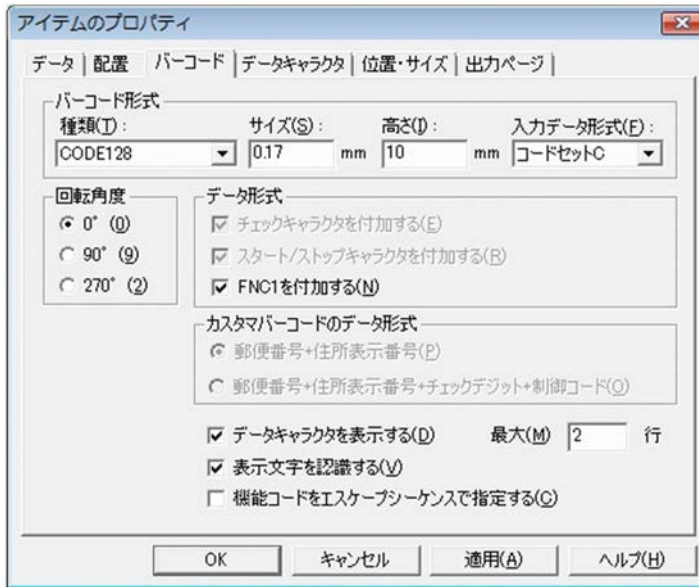 アイテムのプロパティ
データ 配置 バーコード データキャラクタ 位置・サイズ 出力ページ
バーコード形式
種類(T): サイズ(S): 高さ(I): 入力データ形式(F):
CODE128 0.17 mm 10 mm コードセットC
回転角度 データ形式
0°(0) チェックキャラクタを付加する(E)
90°(9) スタート/ストップキャラクタを付加する(R)
270°(2) FNC1を付加する(N)
カスタマバーコードのデータ形式
郵便番号+住所表示番号(P)
郵便番号+住所表示番号+チェックデジット+制御コード(O)
データキャラクタを表示する(D) 最大(M) 2 行
表示文字を認識する(V)
機能コードをエスケープシーケンスで指定する(C)
OK キャンセル 適用(A) ヘルプ(H)